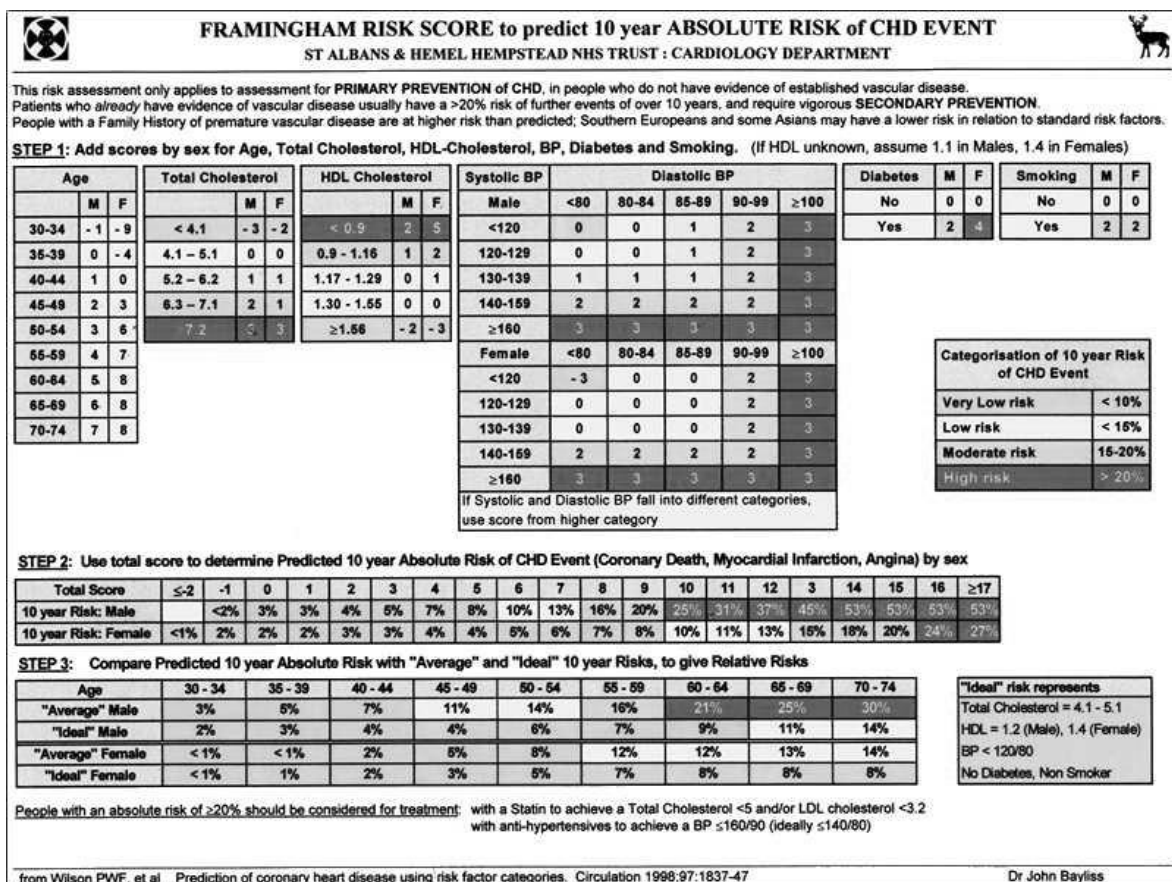 FRAMINGHAM RISK SCORE to predict 10 year ABSOLUTE RISK of CHD EVENT
ST ALBANS & HEMEL HEMPSTEAD NHS TRUST : CARDIOLOGY DEPARTMENT
This risk assessment only applies to assessment for PRIMARY PREVENTION of CHD, in people who do not have evidence of established vascular disease.
Patients who already have evidence of vascular disease usually have a >20% risk of further events of over 10 years, and require vigorous SECONDARY PREVENTION.
People with a Family History of premature vascular disease are at higher risk than predicted; Southern Europeans and some Asians may have a lower risk in relation to standard risk factors.
STEP 1: Add scores by sex for Age, Total Cholesterol, HDL-Cholesterol, BP, Diabetes and Smoking. (If HDL unknown, assume 1.1 in Males, 1.4 in Females)
Age
M F
30-34 -1 -9
35-39 0 -4
40-44 1 0
45-49 2 3
50-54 3 6
55-59 4 7
60-64 5 8
65-69 6 8
70-74 7 8
Total Cholesterol
M F
< 4.1 -3 -2
4.1 – 5.1 0 0
5.2 – 6.2 1 1
6.3 – 7.1 2 1
7.2 3
HDL Cholesterol
M F
< 0.9 2 5
0.9 - 1.16 1 2
1.17 - 1.29 0 1
1.30 - 1.55 0 0
≥1.56 -2 -3
Systolic BP Diastolic BP
Male <80 80-84 85-89 90-99 ≥100
<120 0 0 1 2 3
120-129 0 0 1 2 3
130-139 1 1 1 2 3
140-159 2 2 2 2 3
≥160 3 3 3 3 3
Female <80 80-84 85-89 90-99 ≥100
<120 -3 0 0 2 3
120-129 0 0 0 2 3
130-139 0 0 0 2 3
140-159 2 2 2 2 3
≥160 3 3 3 3 3
If Systolic and Diastolic BP fall into different categories,
use score from higher category
Diabetes M F
No 0 0
Yes 2 4
Smoking M F
No 0 0
Yes 2 2
Categorisation of 10 year Risk
of CHD Event
Very Low risk < 10%
Low risk < 15%
Moderate risk 15-20%
High risk > 20%
STEP 2: Use total score to determine Predicted 10 year Absolute Risk of CHD Event (Coronary Death, Myocardial Infarction, Angina) by sex
Total Score ≤-2 -1 0 1 2 3 4 5 6 7 8 9 10 11 12 3 14 15 16 ≥17
10 year Risk: Male <2% 3% 3% 4% 5% 7% 8% 10% 13% 16% 20% 25% 31% 37% 45% 53% 53% 53% 53%
10 year Risk: Female <1% 2% 2% 2% 3% 3% 4% 4% 5% 6% 7% 8% 10% 11% 13% 15% 18% 20% 24% 27%
STEP 3: Compare Predicted 10 year Absolute Risk with "Average" and "Ideal" 10 year Risks, to give Relative Risks
Age 30 - 34 35 - 39 40 - 44 45 - 49 50 - 54 55 - 59 60 - 64 65 - 69 70 - 74
"Average" Male 3% 5% 7% 11% 14% 16% 21% 25% 30%
"Ideal" Male 2% 3% 4% 4% 6% 7% 9% 11% 14%
"Average" Female < 1% < 1% 2% 5% 8% 12% 12% 13% 14%
"Ideal" Female < 1% 1% 2% 3% 5% 7% 8% 8% 8%
"Ideal" risk represents
Total Cholesterol = 4.1 - 5.1
HDL = 1.2 (Male), 1.4 (Female)
BP < 120/80
No Diabetes, Non Smoker
People with an absolute risk of ≥20% should be considered for treatment: with a Statin to achieve a Total Cholesterol <5 and/or LDL cholesterol <3.2
with anti-hypertensives to achieve a BP ≤160/90 (ideally ≤140/80)
from Wilson PWF, et al Prediction of coronary heart disease using risk factor categories. Circulation 1998;97:1837-47 Dr John Bayliss